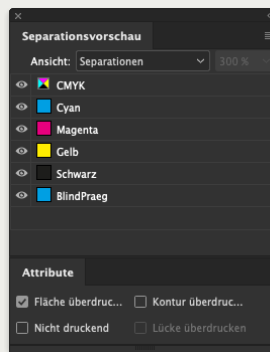 Separationsvorschau
Ansicht: Separationen 300 %
CMYK
Cyan
Magenta
Gelb
Schwarz
BlindPraeg
Attribute
Fläche überdruc... Kontur überdruc...
Nicht druckend Lücke überdrucken